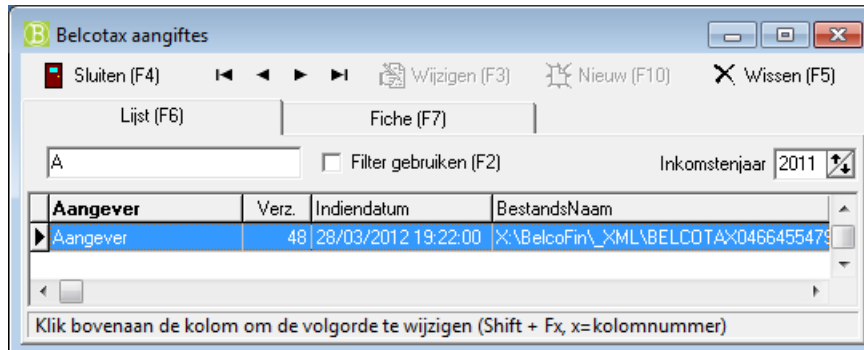 Belcotax aangiftes
Sluiten (F4) Wijzigen (F3) Nieuw (F10) Wissen (F5)
Lijst (F6) Fiche (F7)
A Filter gebruiken (F2) Inkomstenjaar 2011
Aangever Verz. Indiendatum BestandsNaam
Aangever 48 28/03/2012 19:22:00 X:\BelcoFin\_XML\BELCOTAX0466455479
Klik bovenaan de kolom om de volgorde te wijzigen (Shift + Fx, x=kolomnummer)